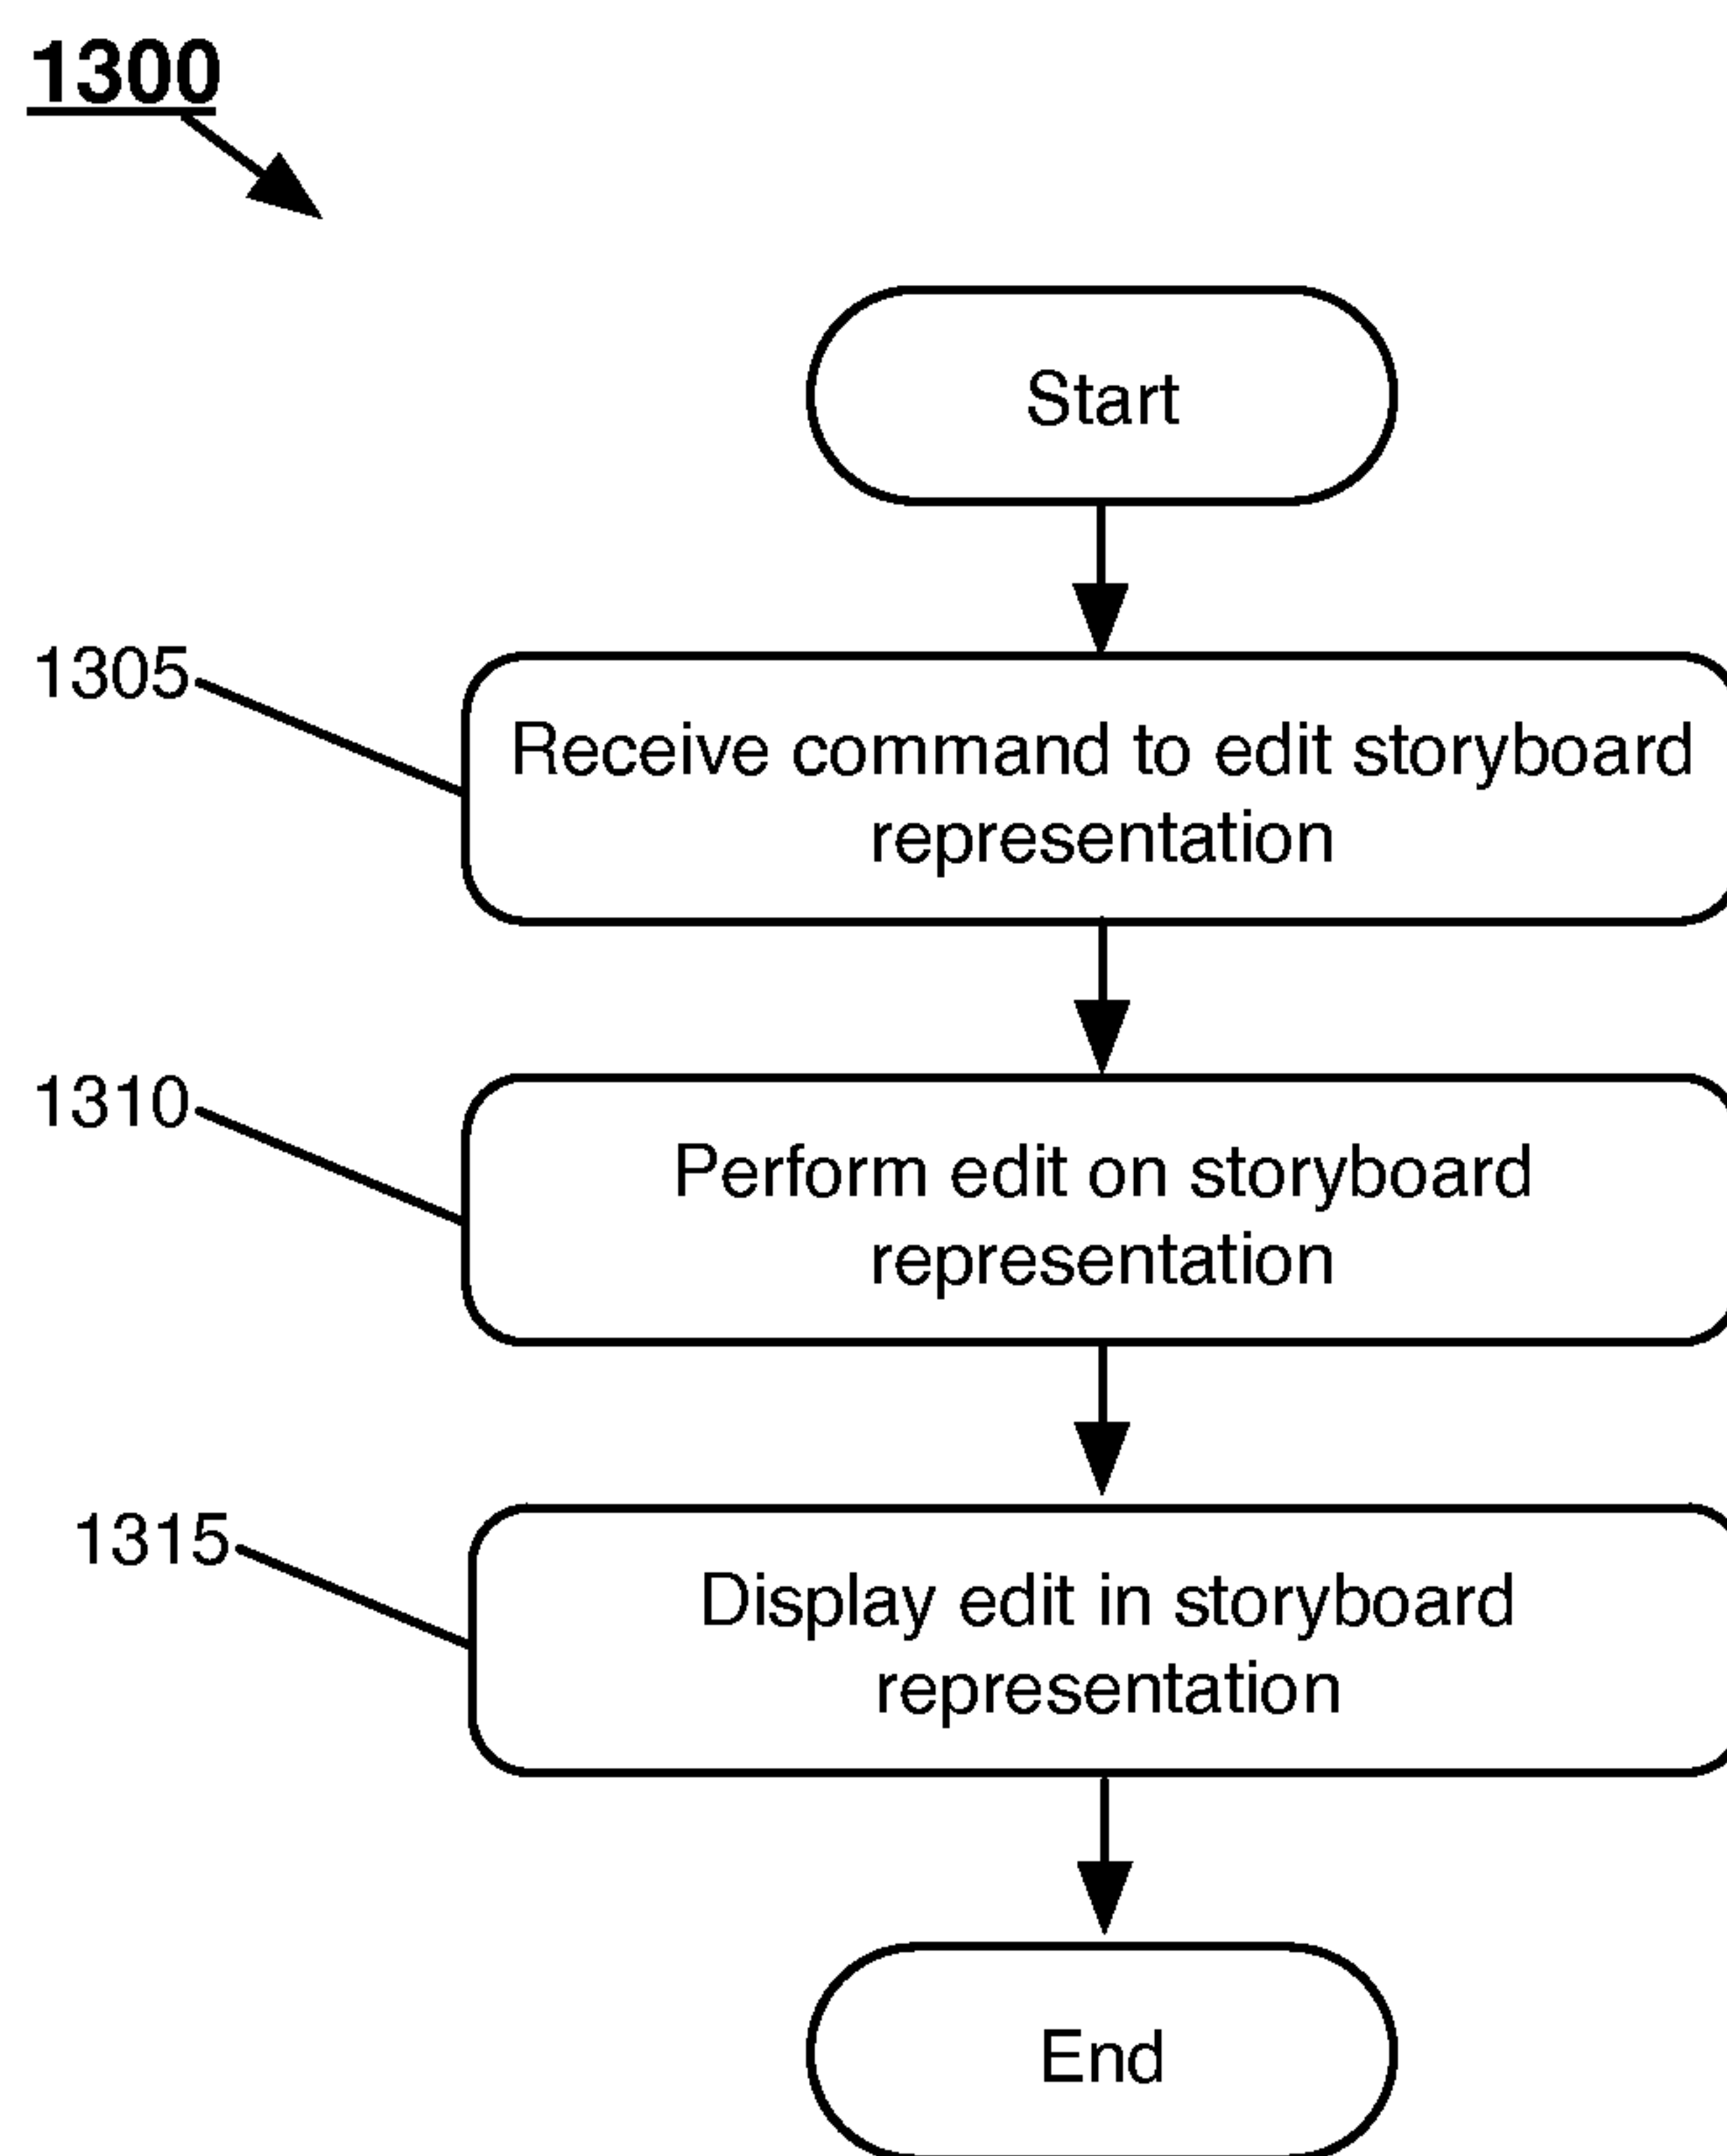 1300
Start
1305
Receive command to edit storyboard
representation
1310
Perform edit on storyboard
representation
1315
Display edit in storyboard
representation
End